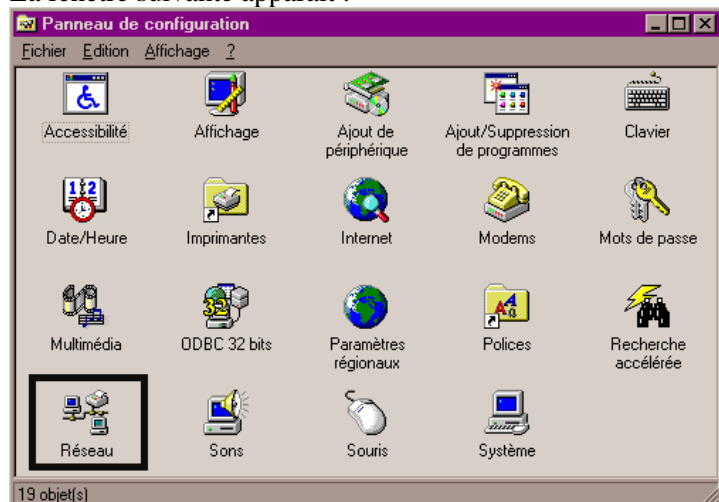 La fenêtre suivante apparaît :
Panneau de configuration
Fichier Edition Affichage ?
Accessibilité Affichage Ajout de périphérique Ajout/Suppression de programmes Clavier
Date/Heure Imprimantes Internet Modems Mots de passe
Multimédia ODBC 32 bits Paramètres régionaux Polices Recherche accélérée
Réseau Sons Souris Système
19 objet(s)